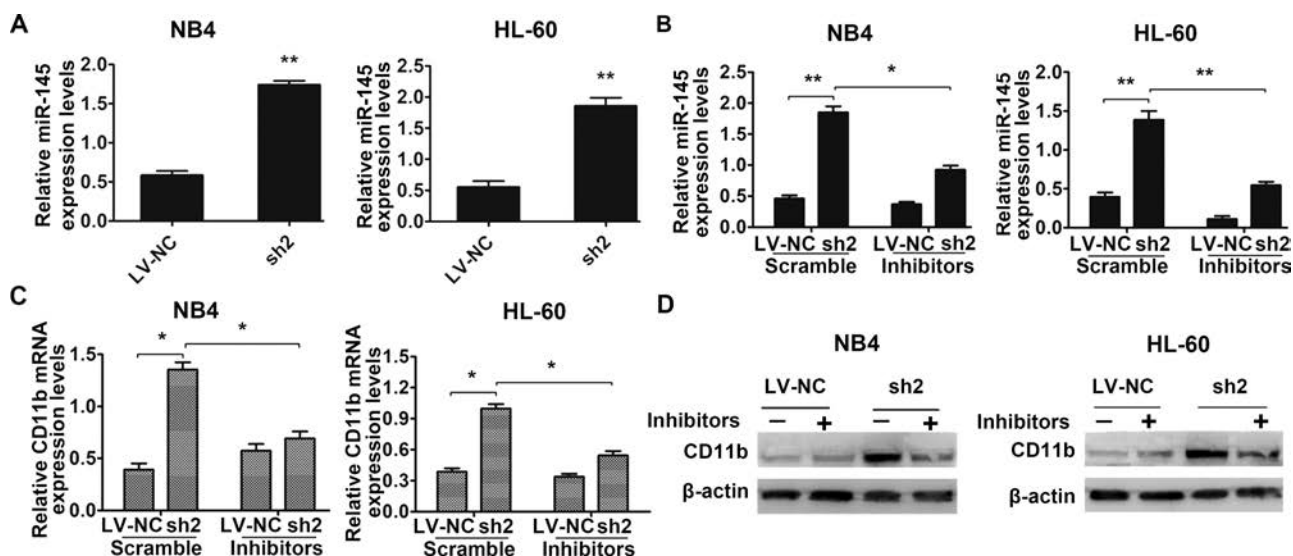 A
NB4
Relative miR-145
expression levels
2.0
1.5
1.0
0.5
0.0
**
LV-NC
sh2
HL-60
Relative miR-145
expression levels
2.5
2.0
1.5
1.0
0.5
0.0
**
LV-NC
sh2
B
NB4
Relative miR-145
expression levels
2.5
2.0
1.5
1.0
0.5
0.0
**
*
LV-NC sh2 LV-NC sh2
Scramble Inhibitors
HL-60
Relative miR-145
expression levels
2.0
1.5
1.0
0.5
0.0
**
**
LV-NC sh2 LV-NC sh2
Scramble Inhibitors
C
NB4
Relative CD11b mRNA
expression levels
1.5
1.0
0.5
0.0
*
*
LV-NC sh2 LV-NC sh2
Scramble Inhibitors
HL-60
Relative CD11b mRNA
expression levels
1.5
1.2
0.9
0.6
0.3
0.0
*
*
LV-NC sh2 LV-NC sh2
Scramble Inhibitors
D
NB4
LV-NC sh2
Inhibitors − + − +
CD11b
β-actin
HL-60
LV-NC sh2
Inhibitors − + − +
CD11b
β-actin